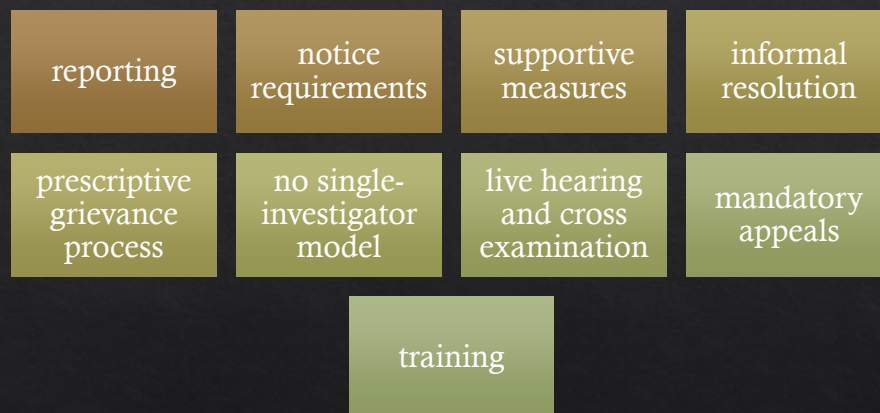 reporting
notice
requirements
supportive
measures
informal
resolution
prescriptive
grievance
process
no single-
investigator
model
live hearing
and cross
examination
mandatory
appeals
training